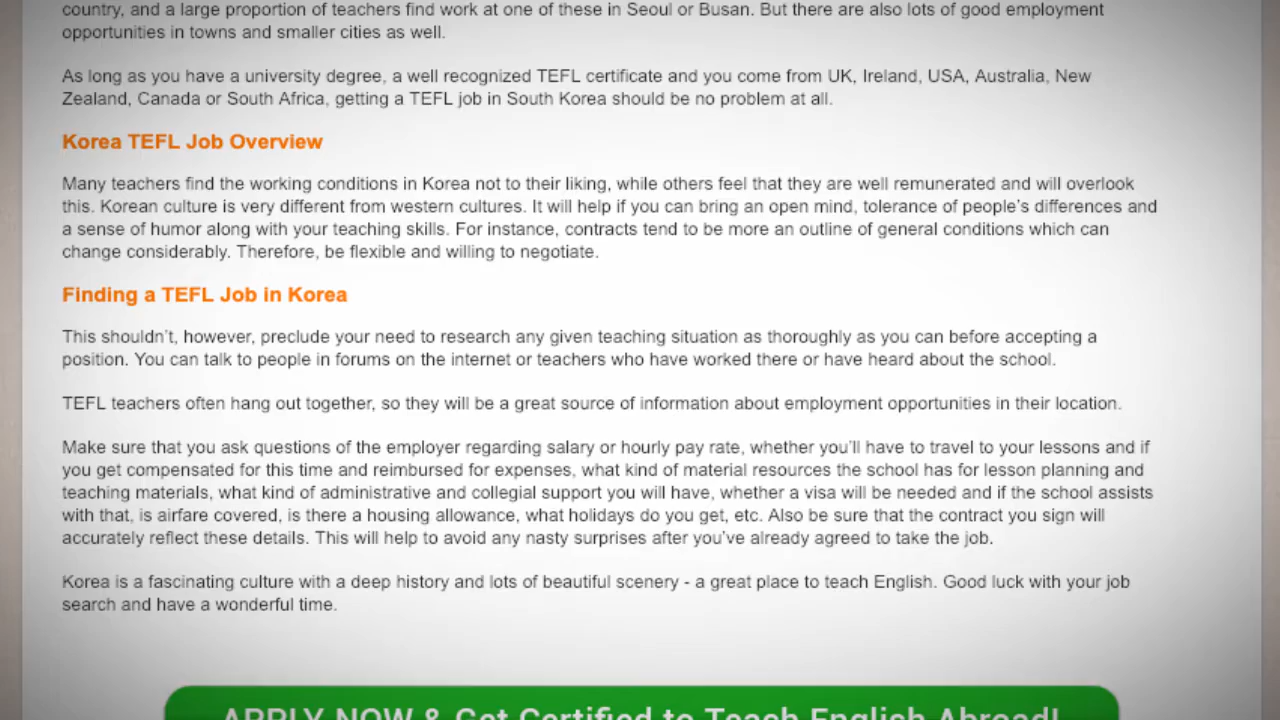 country, and a large proportion of teachers find work at one of these in Seoul or Busan. But there are also lots of good employment
opportunities in towns and smaller cities as well.
As long as you have a university degree, a well recognized TEFL certificate and you come from UK, Ireland, USA, Australia, New
Zealand, Canada or South Africa, getting a TEFL job in South Korea should be no problem at all.
Korea TEFL Job Overview
Many teachers find the working conditions in Korea not to their liking, while others feel that they are well remunerated and will overlook
this. Korean culture is very different from western cultures. It will help if you can bring an open mind, tolerance of people's differences and
a sense of humor along with your teaching skills. For instance, contracts tend to be more an outline of general conditions which can
change considerably. Therefore, be flexible and willing to negotiate.
Finding a TEFL Job in Korea
This shouldn't, however, preclude your need to research any given teaching situation as thoroughly as you can before accepting a
position. You can talk to people in forums on the internet or teachers who have worked there or have heard about the school.
TEFL teachers often hang out together, so they will be a great source of information about employment opportunities in their location.
Make sure that you ask questions of the employer regarding salary or hourly pay rate, whether you'll have to travel to your lessons and if
you get compensated for this time and reimbursed for expenses, what kind of material resources the school has for lesson planning and
teaching materials, what kind of administrative and collegial support you will have, whether a visa will be needed and if the school assists
with that, is airfare covered, is there a housing allowance, what holidays do you get, etc. Also be sure that the contract you sign will
accurately reflect these details. This will help to avoid any nasty surprises after you've already agreed to take the job.
Korea is a fascinating culture with a deep history and lots of beautiful scenery - a great place to teach English. Good luck with your job
search and have a wonderful time.
APPLY NOW & Get Certified to Teach English Abroad!